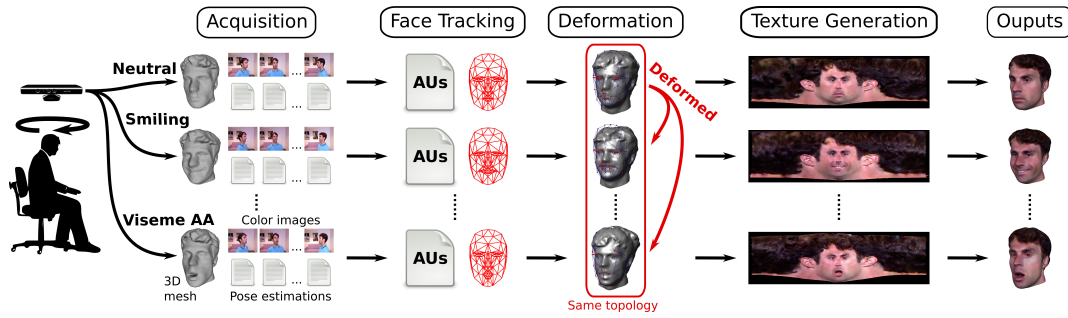 Acquisition
Face Tracking
Deformation
Texture Generation
Ouputs
Neutral
...
AUs
Deformed
Smiling
...
AUs
Viseme AA
Color images
...
AUs
3D
mesh
Pose estimations
Same topology